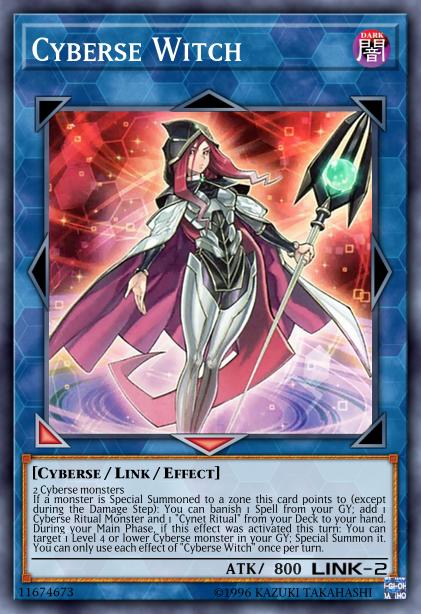 CYBERSE WITCH
DARK
闇
[CYBERSE / LINK / EFFECT]
2 Cyberse monsters
If a monster is Special Summoned to a zone this card points to (except
during the Damage Step): You can banish 1 Spell from your GY; add 1
Cyberse Ritual Monster and 1 "Cynet Ritual" from your Deck to your hand.
During your Main Phase, if this effect was activated this turn: You can
target 1 Level 4 or lower Cyberse monster in your GY; Special Summon it.
You can only use each effect of "Cyberse Witch" once per turn.
ATK/ 800 LINK-2
11674673
©1996 KAZUKI TAKAHASHI